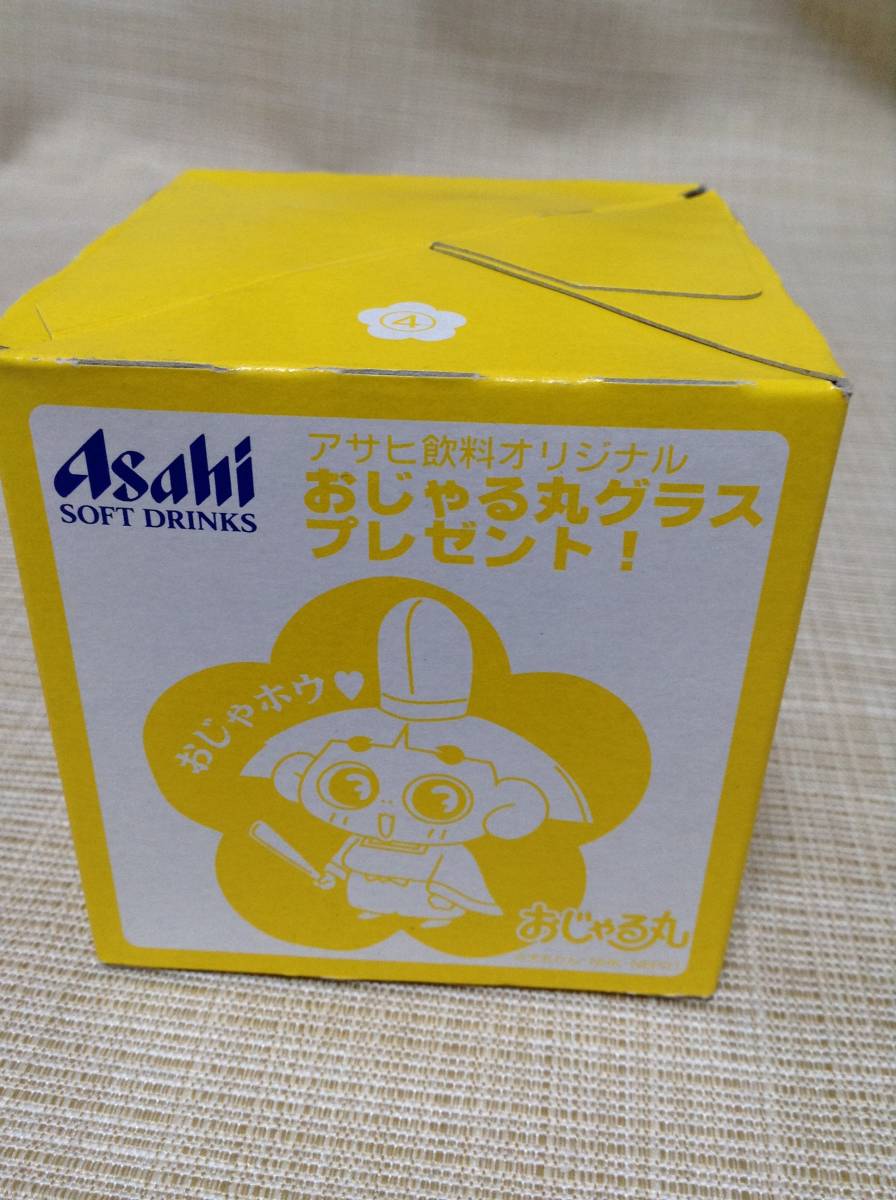 ④
Asahi
SOFT DRINKS
アサヒ飲料オリジナル
おじゃる丸グラス
プレゼント！
おじゃホウ♥
おじゃる丸